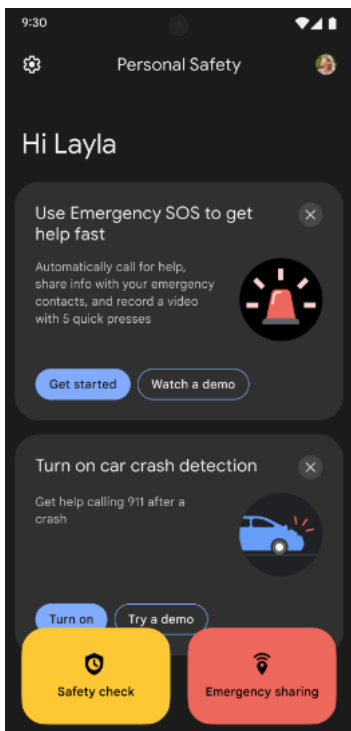 9:30
Personal Safety
Hi Layla
Use Emergency SOS to get
help fast
Automatically call for help,
share info with your emergency
contacts, and record a video
with 5 quick presses
Get started
Watch a demo
Turn on car crash detection
Get help calling 911 after a
crash
Turn on
Try a demo
Safety check
Emergency sharing